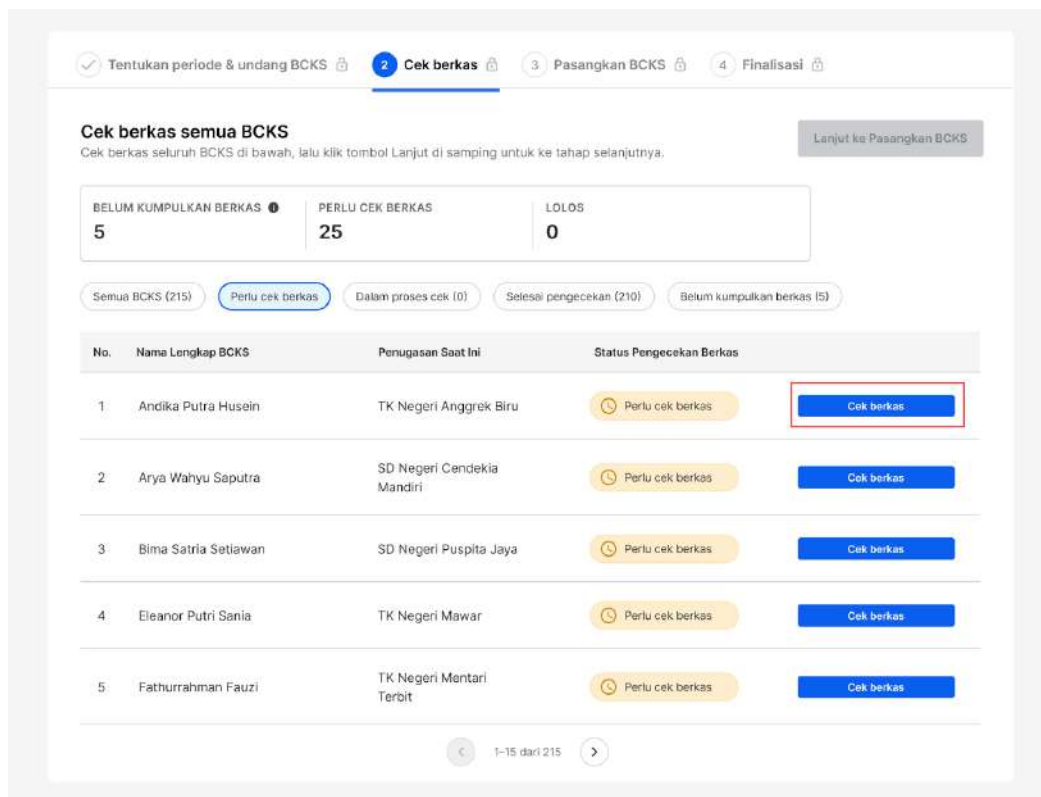 Tentukan periode & undang BCKS 2 Cek berkas 3 Pasangkan BCKS 4 Finalisasi
Cek berkas semua BCKS
Lanjut ke Pasangkan BCKS
Cek berkas seluruh BCKS di bawah, lalu klik tombol Lanjut di samping untuk ke tahap selanjutnya.
BELUM KUMPULKAN BERKAS PERLU CEK BERKAS LOLOS
5 25 0
Semua BCKS (215) Perlu cek berkas Dalam proses cek (0) Selesai pengecekan (210) Belum kumpulkan berkas (5)
No. Nama Lengkap BCKS Penugasan Saat Ini Status Pengecekan Berkas
1 Andika Putra Husein TK Negeri Anggrek Biru Perlu cek berkas Cek berkas
2 Arya Wahyu Saputra SD Negeri Cendekia Mandiri Perlu cek berkas Cek berkas
3 Bima Satria Setiawan SD Negeri Puspita Jaya Perlu cek berkas Cek berkas
4 Eleanor Putri Sania TK Negeri Mawar Perlu cek berkas Cek berkas
5 Fathurrahman Fauzi TK Negeri Mentari Terbit Perlu cek berkas Cek berkas
1-15 dari 215